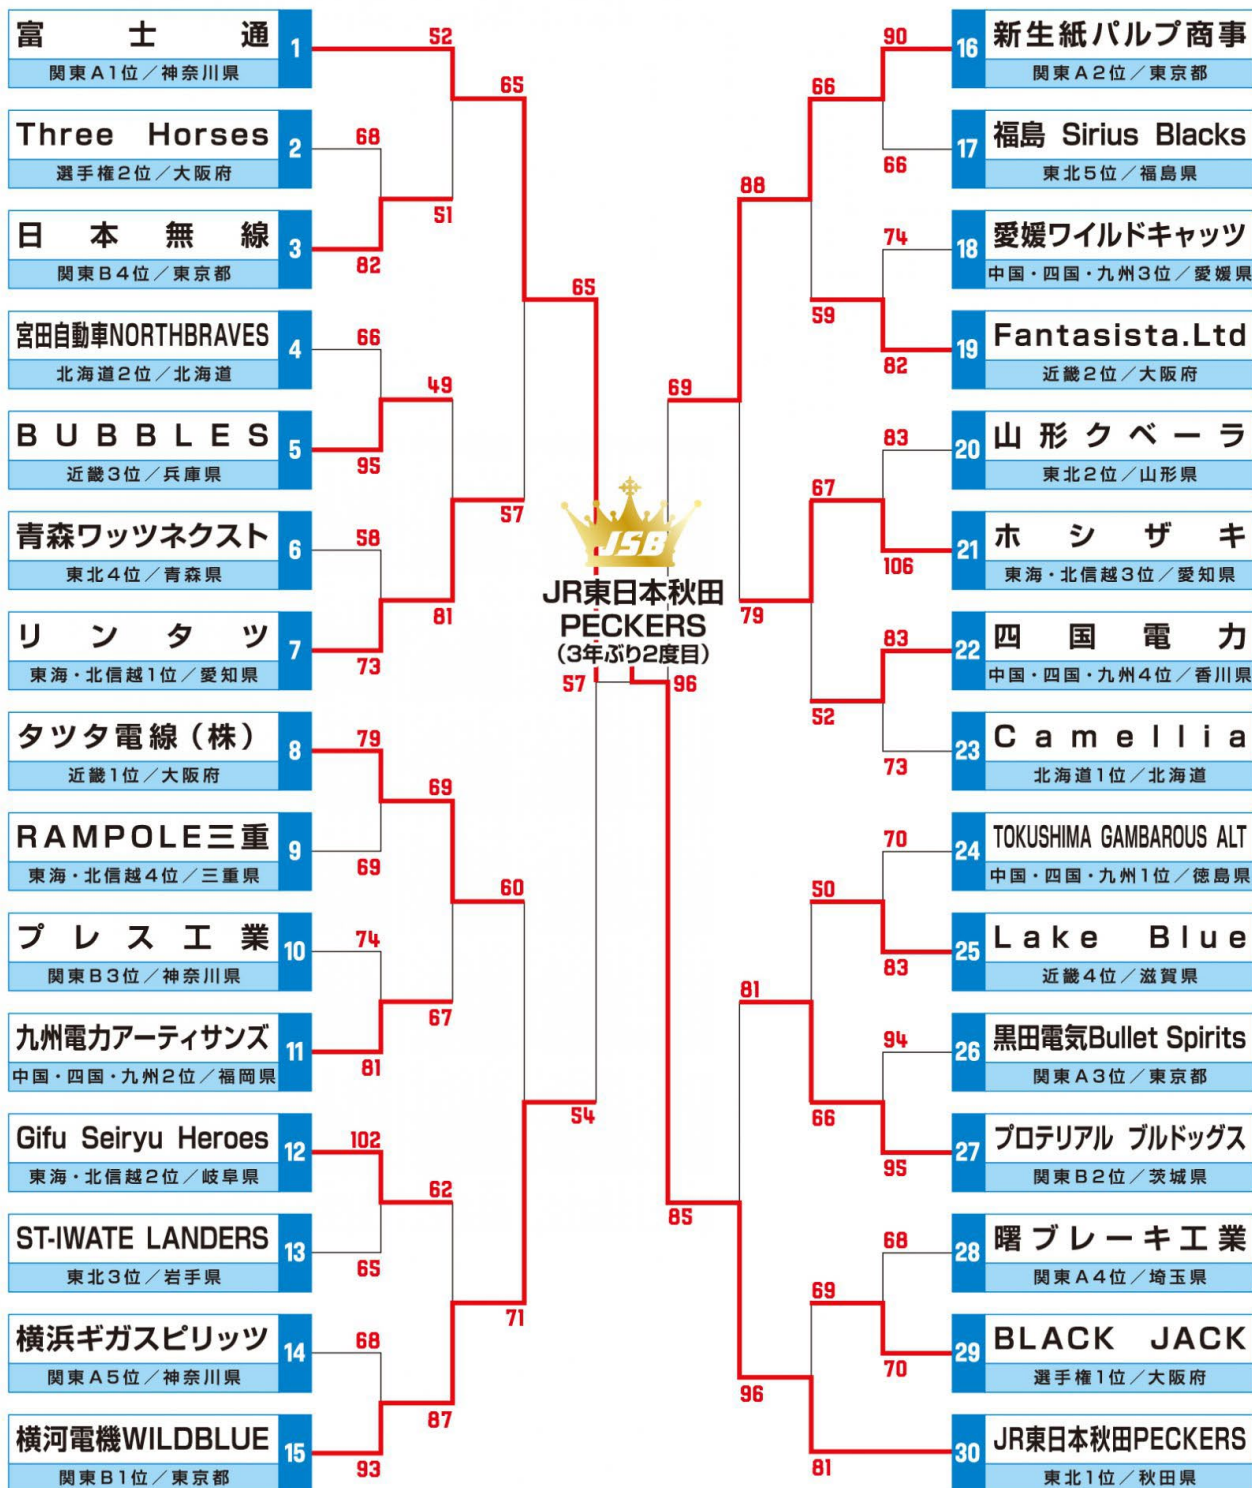 富士通
1
関東A1位／神奈川県
Three Horses
2
選手権2位／大阪府
日本無線
3
関東B4位／東京都
宮田自動車NORTHBRAVES
4
北海道2位／北海道
BUBBLES
5
近畿3位／兵庫県
青森ワッツネクスト
6
東北4位／青森県
リンタツ
7
東海・北信越1位／愛知県
タツタ電線（株）
8
近畿1位／大阪府
RAMPOLE三重
9
東海・北信越4位／三重県
プレス工業
10
関東B3位／神奈川県
九州電力アーティサンズ
11
中国・四国・九州2位／福岡県
Gifu Seiryu Heroes
12
東海・北信越2位／岐阜県
ST-IWATE LANDERS
13
東北3位／岩手県
横浜ギガスピリッツ
14
関東A5位／神奈川県
横河電機WILDBLUE
15
関東B1位／東京都
52
68
51
82
66
49
95
58
81
73
79
69
69
74
67
81
102
62
65
68
87
93
65
57
60
71
65
54
57
JSB
JR東日本秋田
PECKERS
（3年ぶり2度目）
96
69
85
88
79
81
96
66
59
67
52
50
66
69
81
90
66
74
82
83
106
83
73
70
83
94
95
68
70
16
新生紙パルプ商事
関東A2位／東京都
17
福島 Sirius Blacks
東北5位／福島県
18
愛媛ワイルドキャッツ
中国・四国・九州3位／愛媛県
19
Fantasista.Ltd
近畿2位／大阪府
20
山形クベーラ
東北2位／山形県
21
ホシザキ
東海・北信越3位／愛知県
22
四国電力
中国・四国・九州4位／香川県
23
Camellia
北海道1位／北海道
24
TOKUSHIMA GAMBAROUS ALT
中国・四国・九州1位／徳島県
25
Lake Blue
近畿4位／滋賀県
26
黒田電気Bullet Spirits
関東A3位／東京都
27
プロテリアル ブルドッグス
関東B2位／茨城県
28
曙ブレーキ工業
関東A4位／埼玉県
29
BLACK JACK
選手権1位／大阪府
30
JR東日本秋田PECKERS
東北1位／秋田県